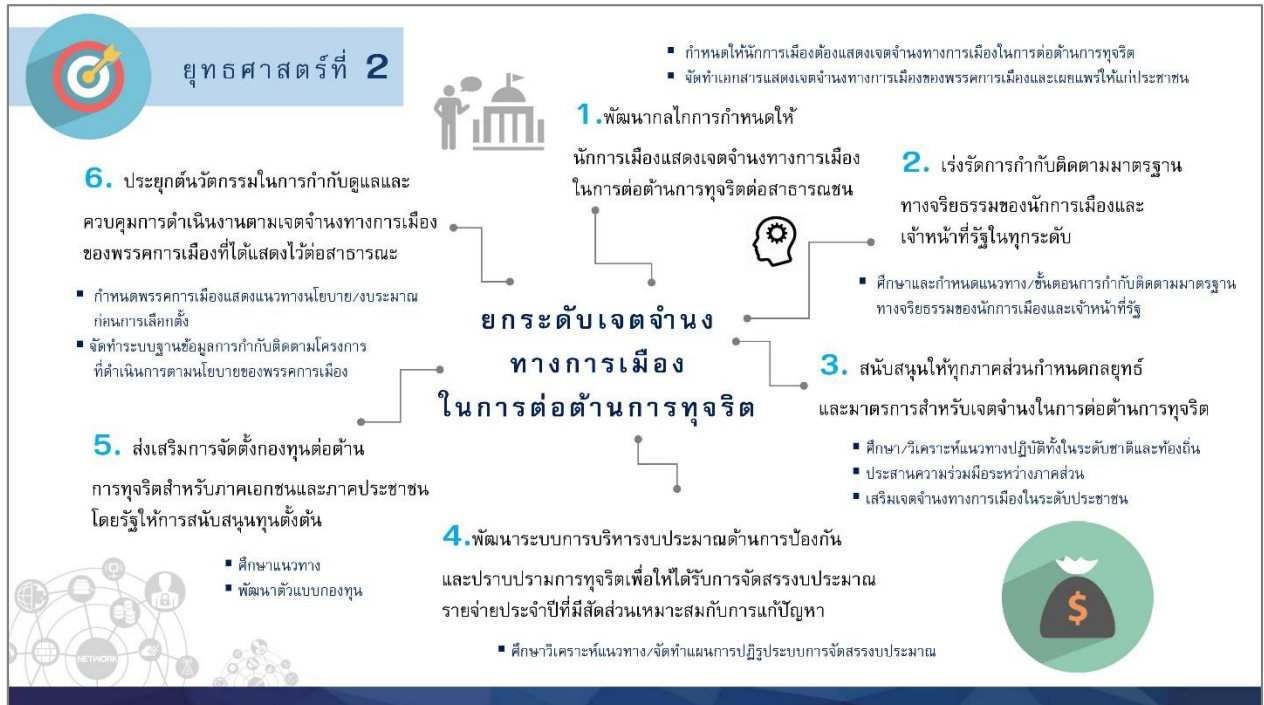 ยุทธศาสตร์ที่ 2
▪ กำหนดให้นักการเมืองต้องแสดงเจตจำนงทางการเมืองในการต่อต้านการทุจริต
▪ จัดทำเอกสารแสดงเจตจำนงทางการเมืองของพรรคการเมืองและเผยแพร่ให้แก่ประชาชน
1.พัฒนากลไกการกำหนดให้
นักการเมืองแสดงเจตจำนงทางการเมือง
ในการต่อต้านการทุจริตต่อสาธารณชน
2. เร่งรัดการกำกับติดตามมาตรฐาน
ทางจริยธรรมของนักการเมืองและ
เจ้าหน้าที่รัฐในทุกระดับ
▪ ศึกษาและกำหนดแนวทาง/ขั้นตอนการกำกับติดตามมาตรฐาน
ทางจริยธรรมของนักการเมืองและเจ้าหน้าที่รัฐ
ยกระดับเจตจำนง
ทางการเมือง
ในการต่อต้านการทุจริต
3. สนับสนุนให้ทุกภาคส่วนกำหนดกลยุทธ์
และมาตรการสำหรับเจตจำนงในการต่อต้านการทุจริต
▪ ศึกษา/วิเคราะห์แนวทางปฏิบัติทั้งในระดับชาติและท้องถิ่น
▪ ประสานความร่วมมือระหว่างภาคส่วน
▪ เสริมเจตจำนงทางการเมืองในระดับประชาชน
4.พัฒนาระบบการบริหารงบประมาณด้านการป้องกัน
และปราบปรามการทุจริตเพื่อให้ได้รับการจัดสรรงบประมาณ
รายจ่ายประจำปีที่มีสัดส่วนเหมาะสมกับการแก้ปัญหา
▪ ศึกษาวิเคราะห์แนวทาง/จัดทำแผนการปฏิรูประบบการจัดสรรงบประมาณ
5. ส่งเสริมการจัดตั้งกองทุนต่อต้าน
การทุจริตสำหรับภาคเอกชนและภาคประชาชน
โดยรัฐให้การสนับสนุนทุนตั้งต้น
▪ ศึกษาแนวทาง
▪ พัฒนาตัวแบบกองทุน
6. ประยุกต์นวัตกรรมในการกำกับดูแลและ
ควบคุมการดำเนินงานตามเจตจำนงทางการเมือง
ของพรรคการเมืองที่ได้แสดงไว้ต่อสาธารณะ
▪ กำหนดพรรคการเมืองแสดงแนวทางนโยบาย/งบประมาณ
ก่อนการเลือกตั้ง
▪ จัดทำระบบฐานข้อมูลการกำกับติดตามโครงการ
ที่ดำเนินการตามนโยบายของพรรคการเมือง
NETWORK
$